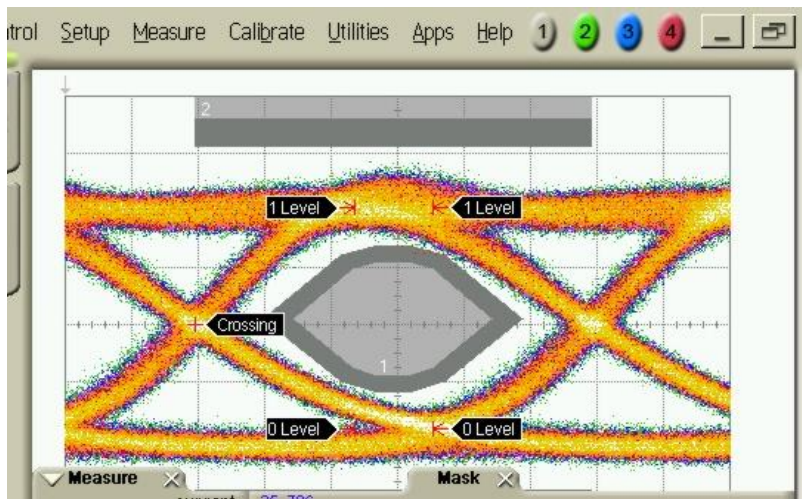 trol Setup Measure Calibrate Utilities Apps Help 1 2 3 4
2
1 Level 1 Level
Crossing
1
0 Level 0 Level
Measure Mask